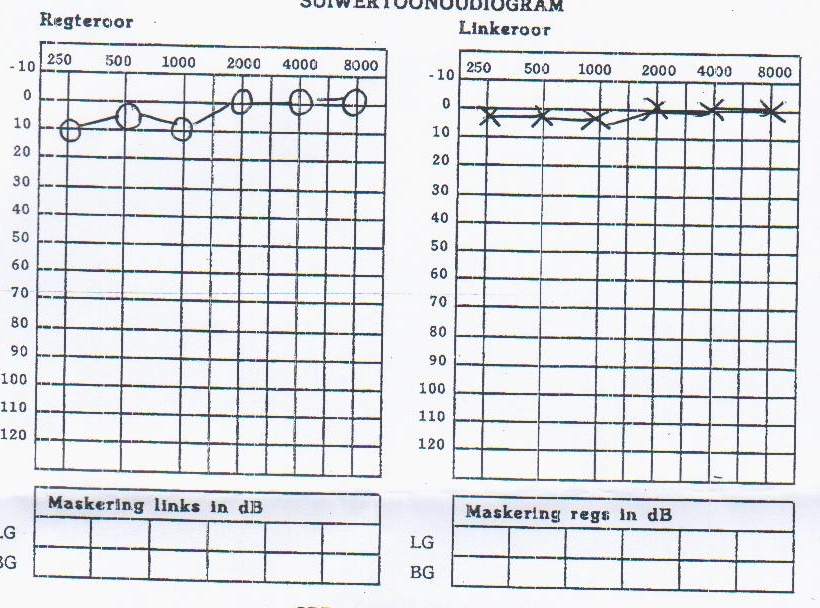 SUIWERTOONOUDIOGRAM
Regteroor
250 500 1000 2000 4000 8000
-10
0
10
20
30
40
50
60
70
80
90
100
110
120
Maskering links in dB
LG
BG
Linkeroor
250 500 1000 2000 4000 8000
-10
0
10
20
30
40
50
60
70
80
90
100
110
120
Maskering regs in dB
LG
BG